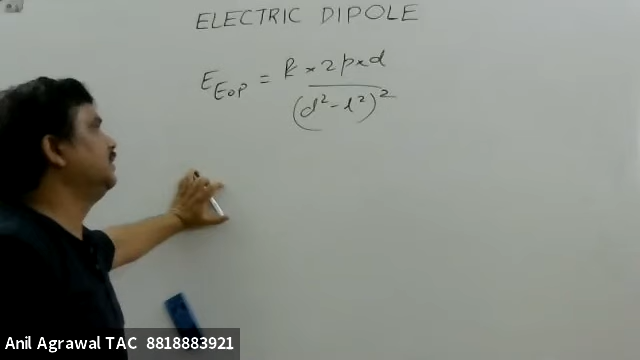 ELECTRIC DIPOLE
E_EOP = k × 2p × d / (d² - l²)²
Anil Agrawal TAC 8818883921